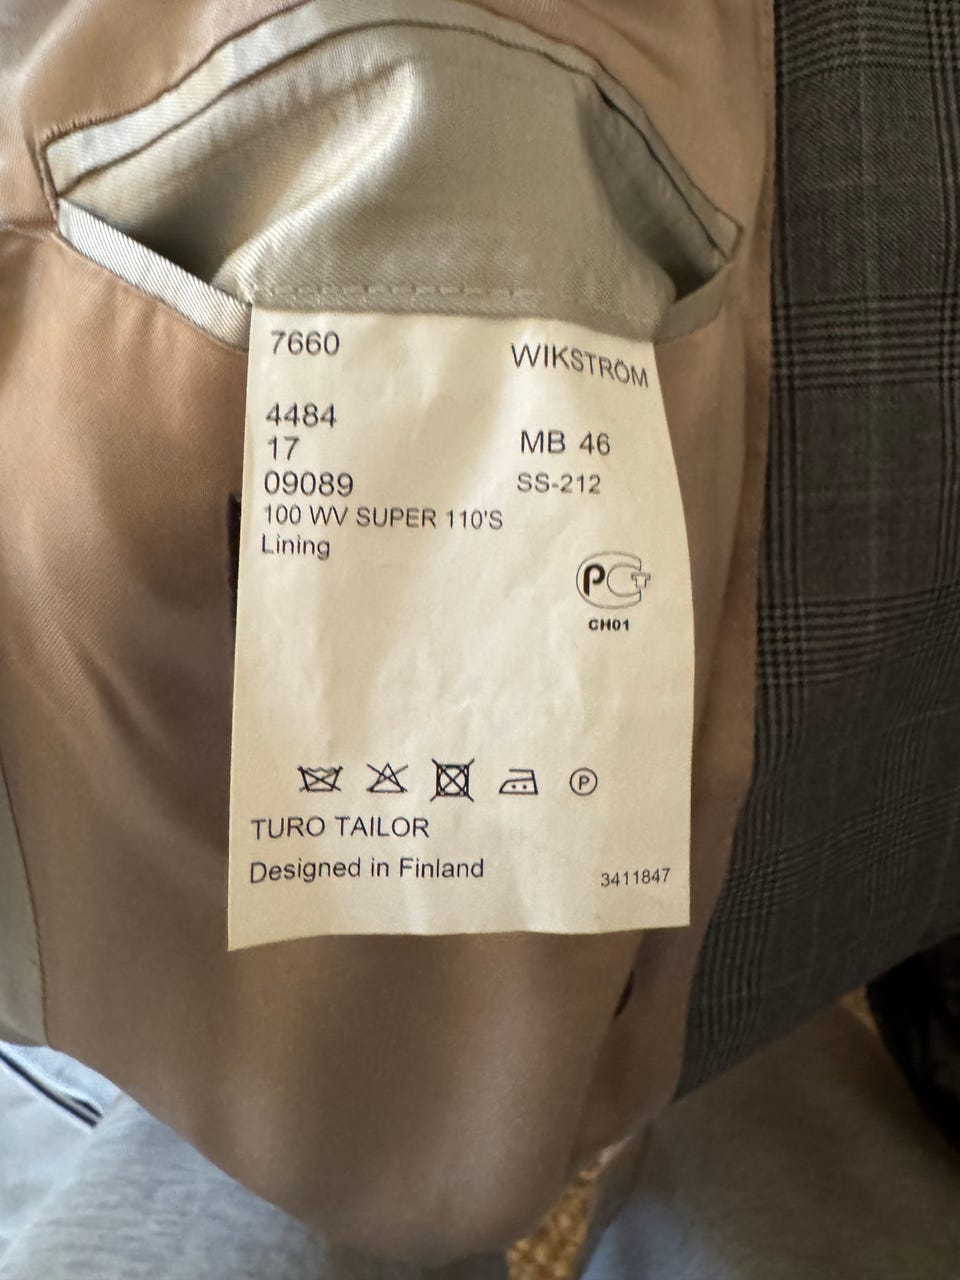 7660 WIKSTRÖM
4484
17 MB 46
09089 SS-212
100 WV SUPER 110'S
Lining
PCT
CH01
P
TURO TAILOR
Designed in Finland 3411847